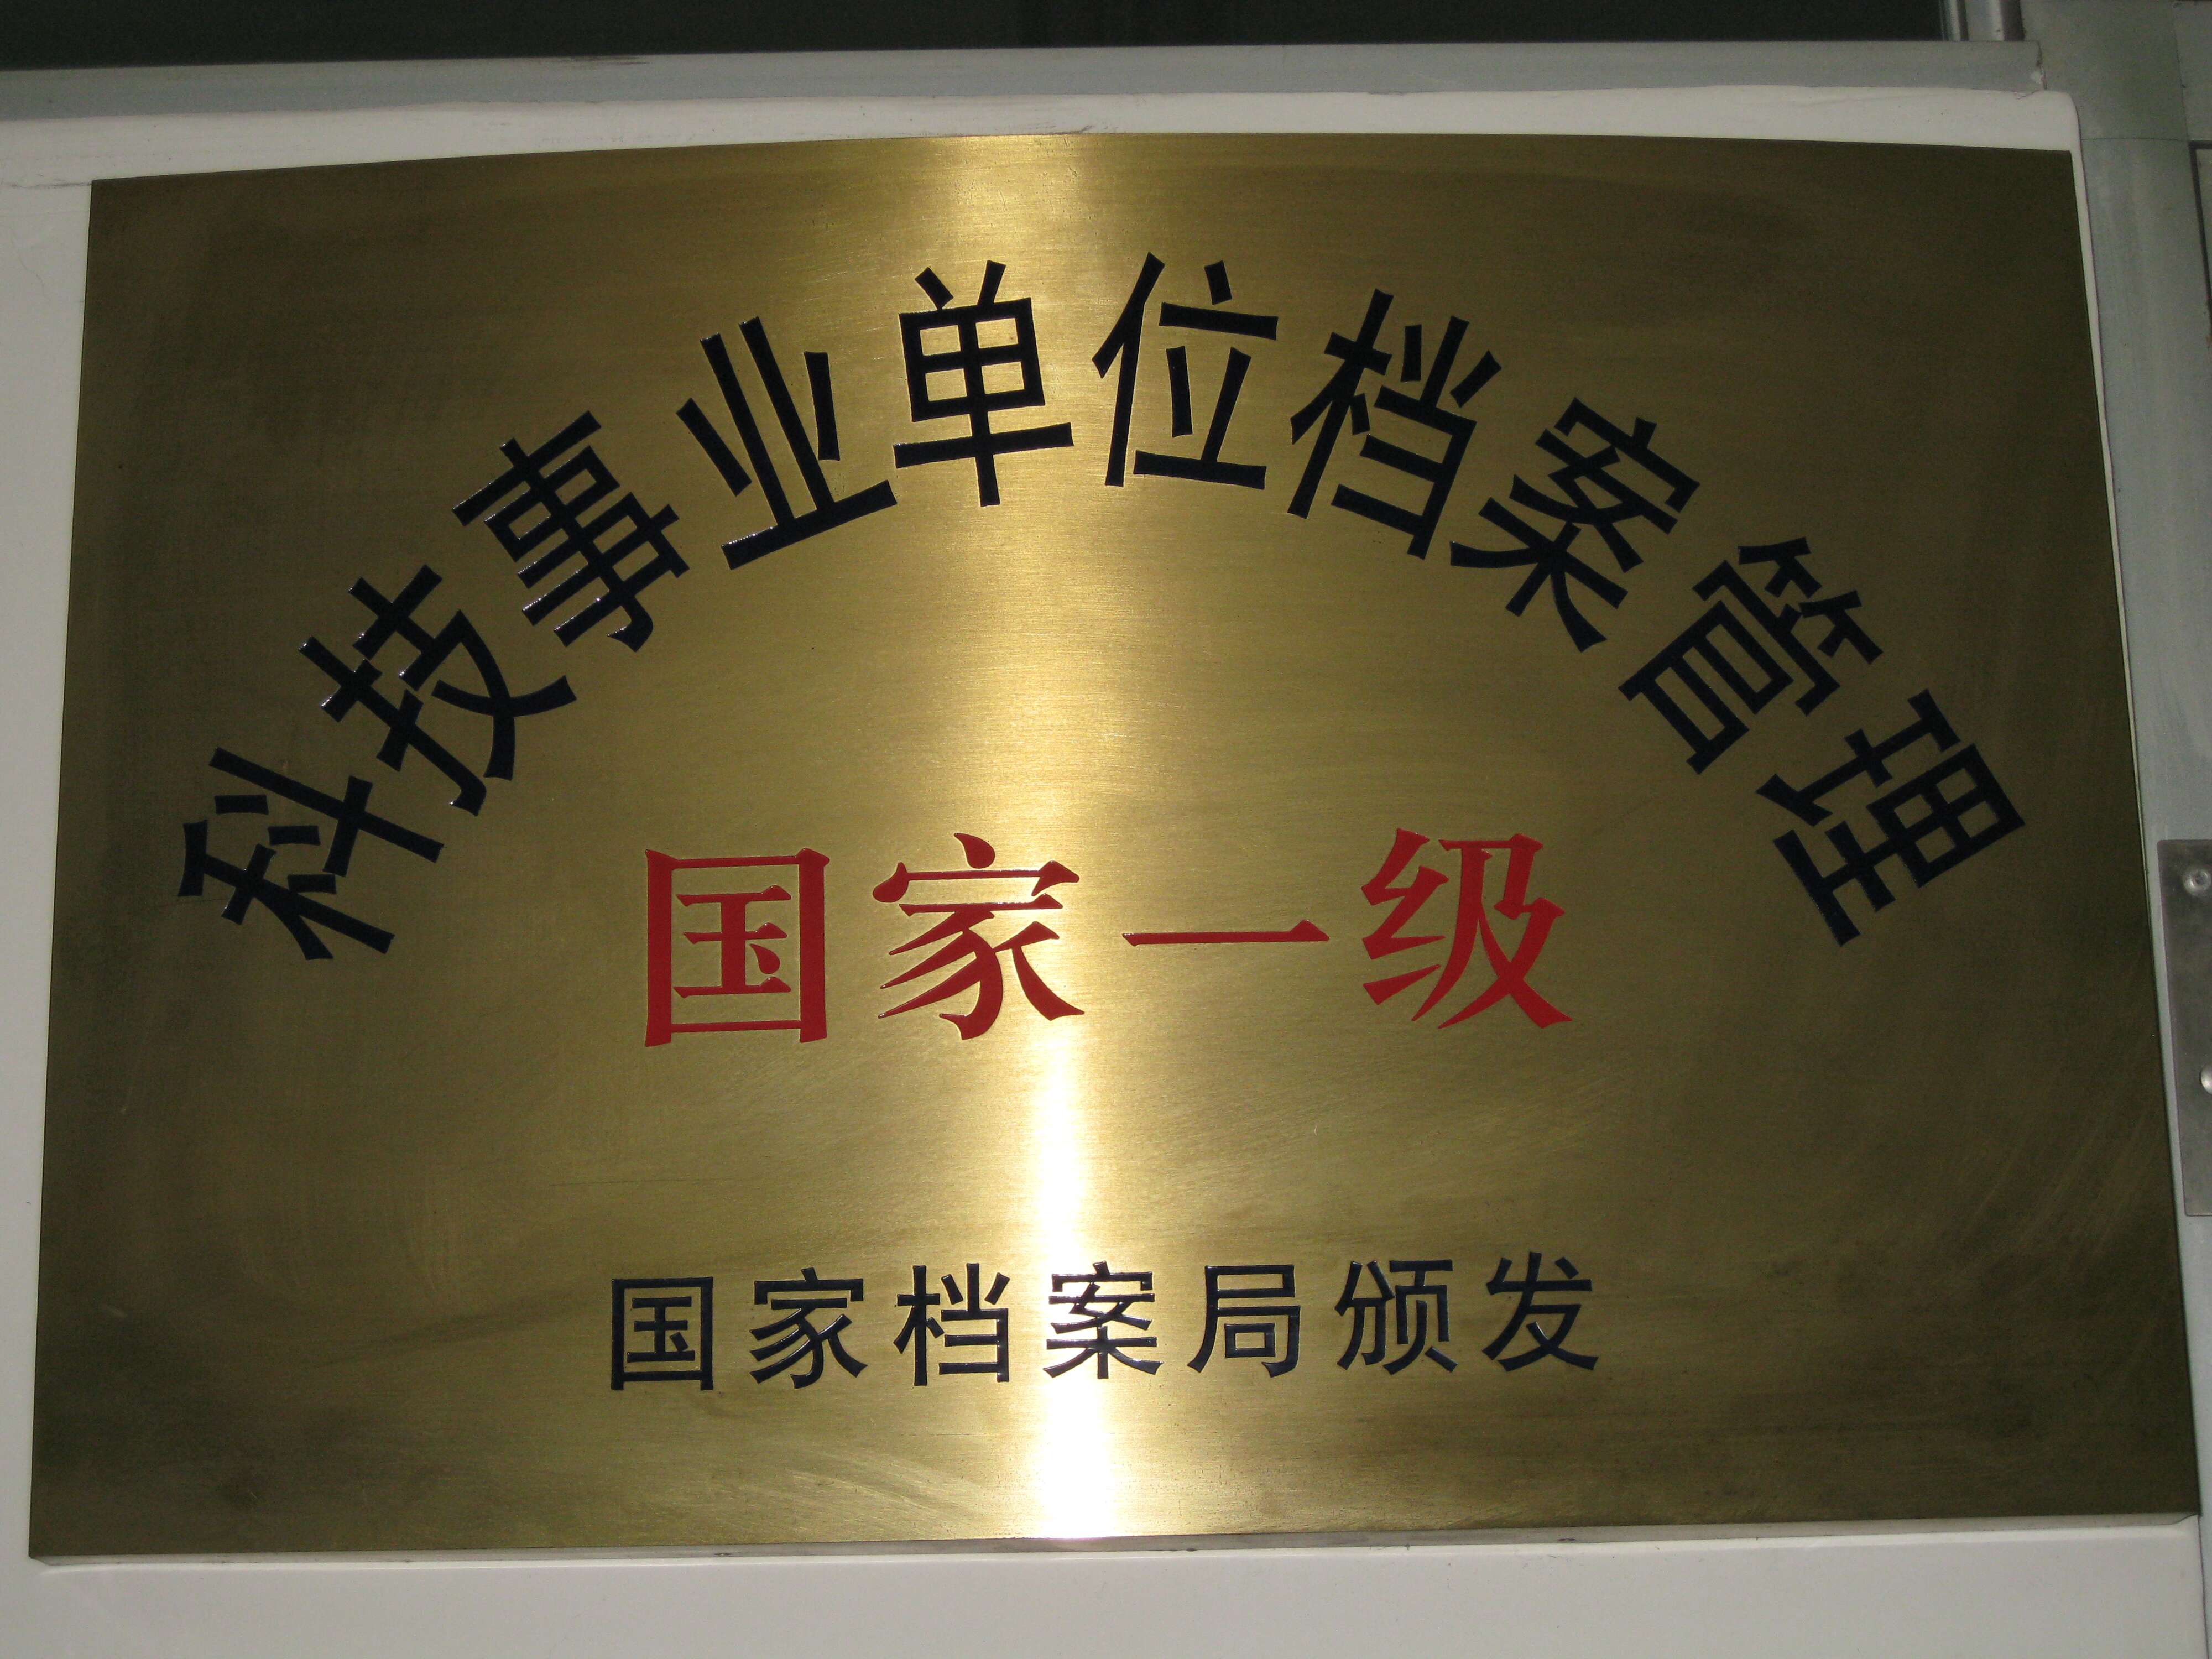 科技事业单位档案管理
国家一级
国家档案局颁发